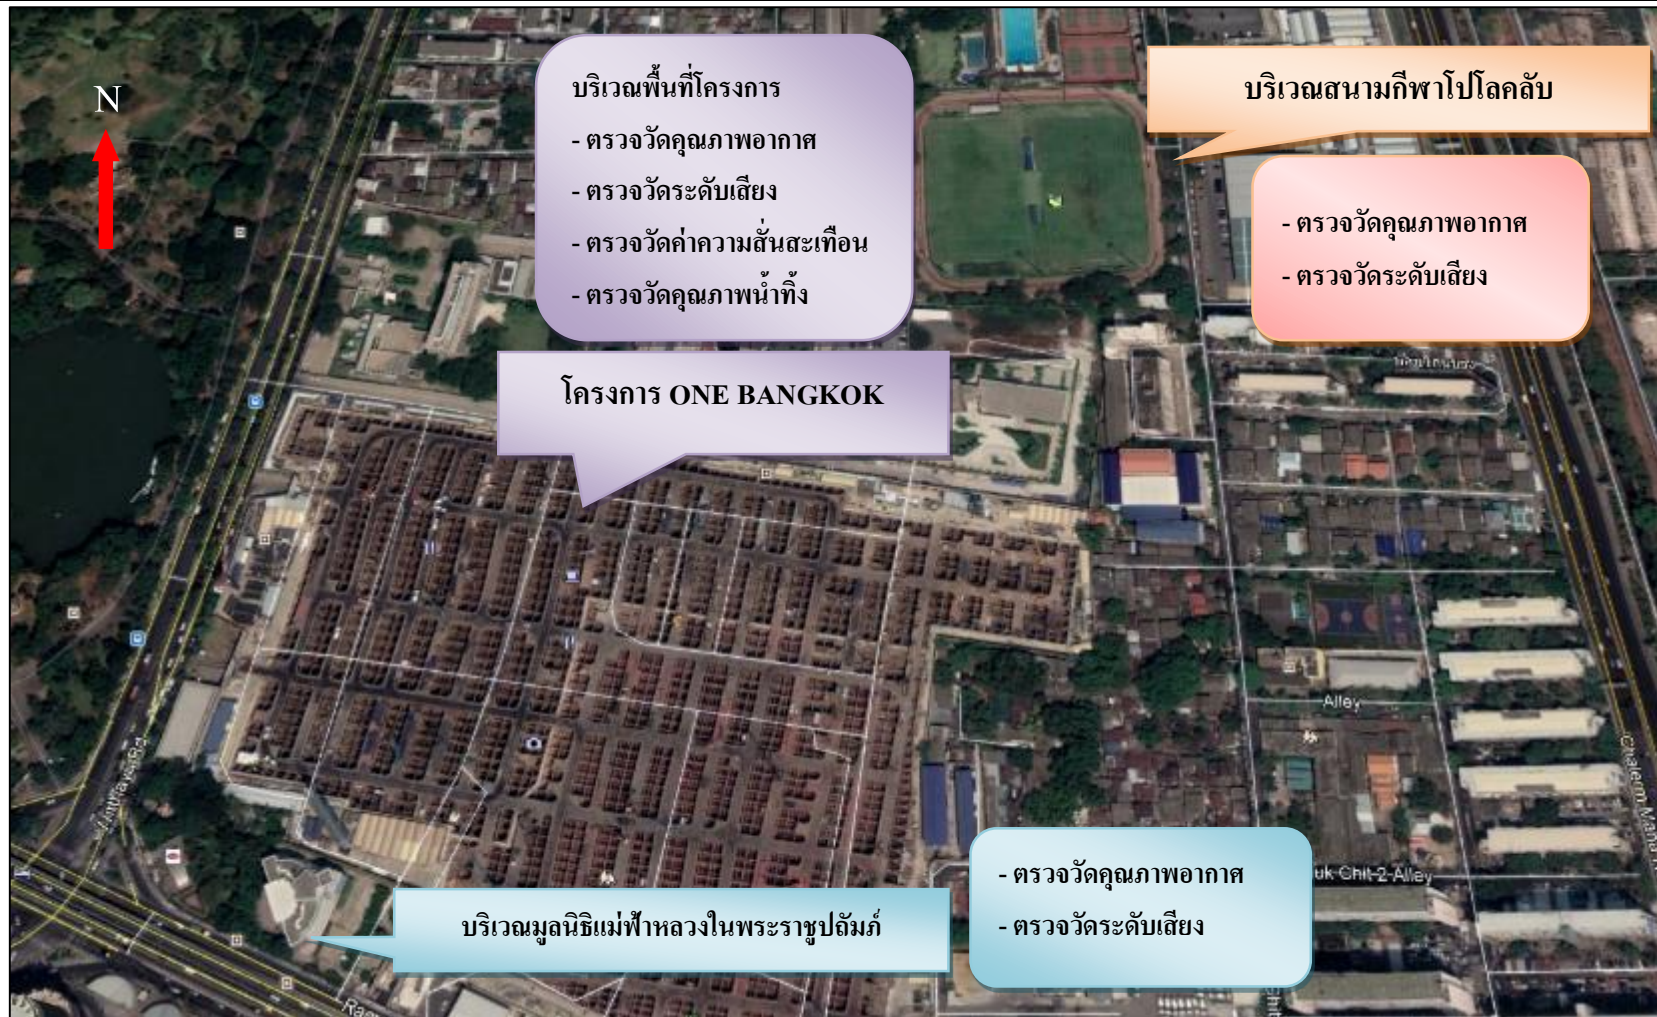 N
บริเวณพื้นที่โครงการ
- ตรวจวัดคุณภาพอากาศ
- ตรวจวัดระดับเสียง
- ตรวจวัดค่าความสั่นสะเทือน
- ตรวจวัดคุณภาพน้ำทิ้ง
บริเวณสนามกีฬาโปโลคลับ
- ตรวจวัดคุณภาพอากาศ
- ตรวจวัดระดับเสียง
โครงการ ONE BANGKOK
Alley
- ตรวจวัดคุณภาพอากาศ
- ตรวจวัดระดับเสียง
uk Chit 2 Alley
บริเวณมูลนิธิแม่ฟ้าหลวงในพระราชูปถัมภ์